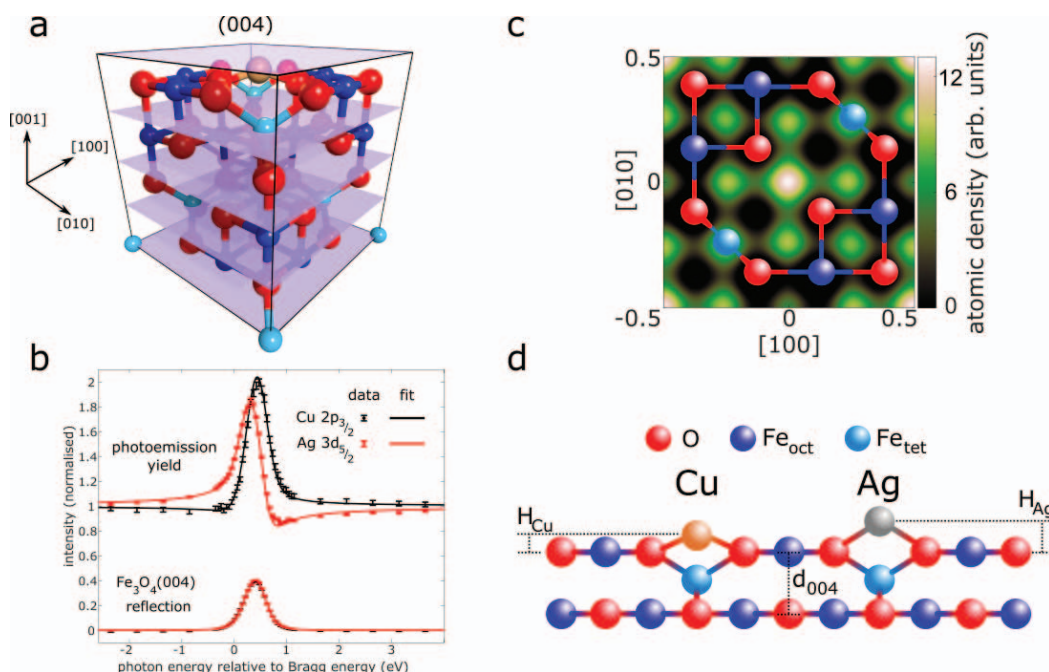 a
(004)
[001]
[100]
[010]
b
intensity (normalised)
2
1.8
1.6
1.4
1.2
1
0.8
0.6
0.4
0.2
0
data fit
Cu 2p3/2
Ag 3d5/2
photoemission
yield
Fe3O4(004)
reflection
-2 -1 0 1 2 3
photon energy relative to Bragg energy (eV)
c
0.5
[010]
0
-0.5
0
0.5
[100]
12
6
0
atomic density (arb. units)
d
O Feoct Fetet
Cu Ag
HCu
HAg
d004